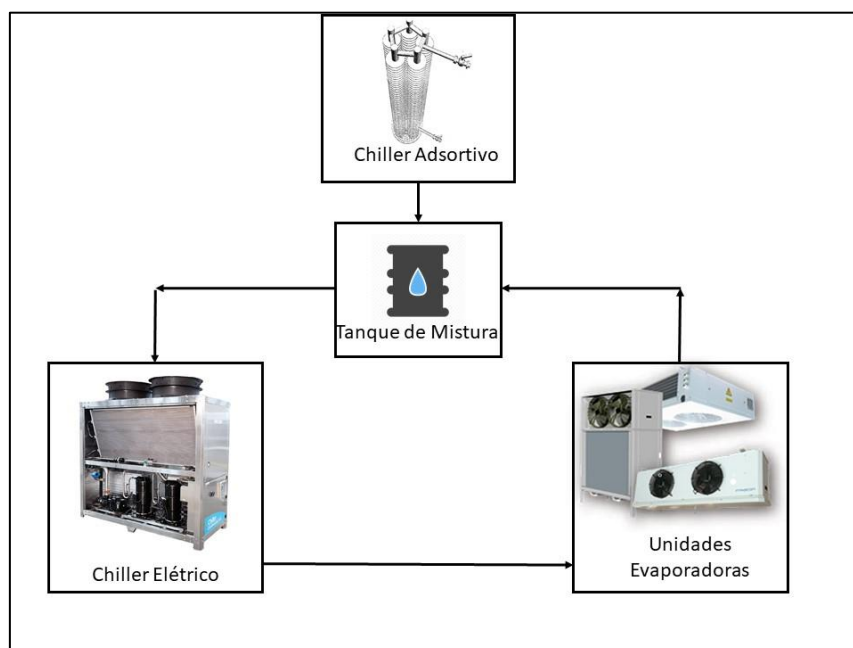 Chiller Adsortivo
Tanque de Mistura
Chiller Elétrico
Unidades
Evaporadoras